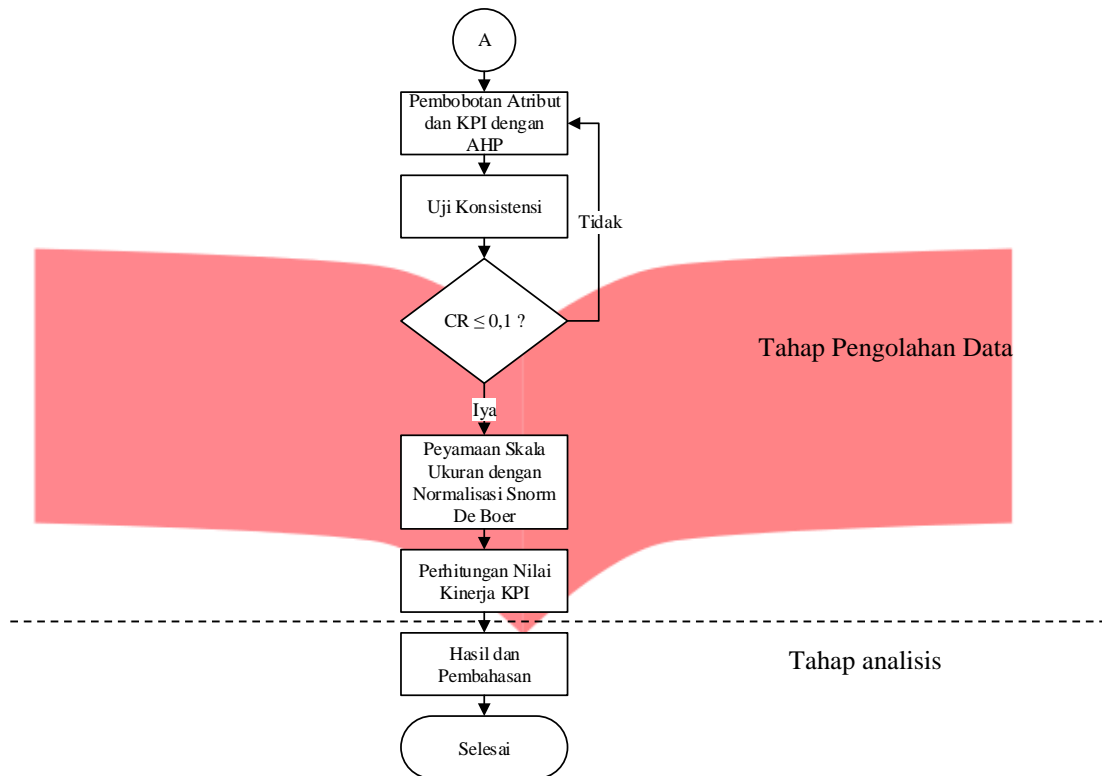 A
Pembobotan Atribut
dan KPI dengan
AHP
Uji Konsistensi
Tidak
CR ≤ 0,1 ?
Tahap Pengolahan Data
Iya
Peyamaan Skala
Ukuran dengan
Normalisasi Snorm
De Boer
Perhitungan Nilai
Kinerja KPI
Hasil dan
Pembahasan
Tahap analisis
Selesai